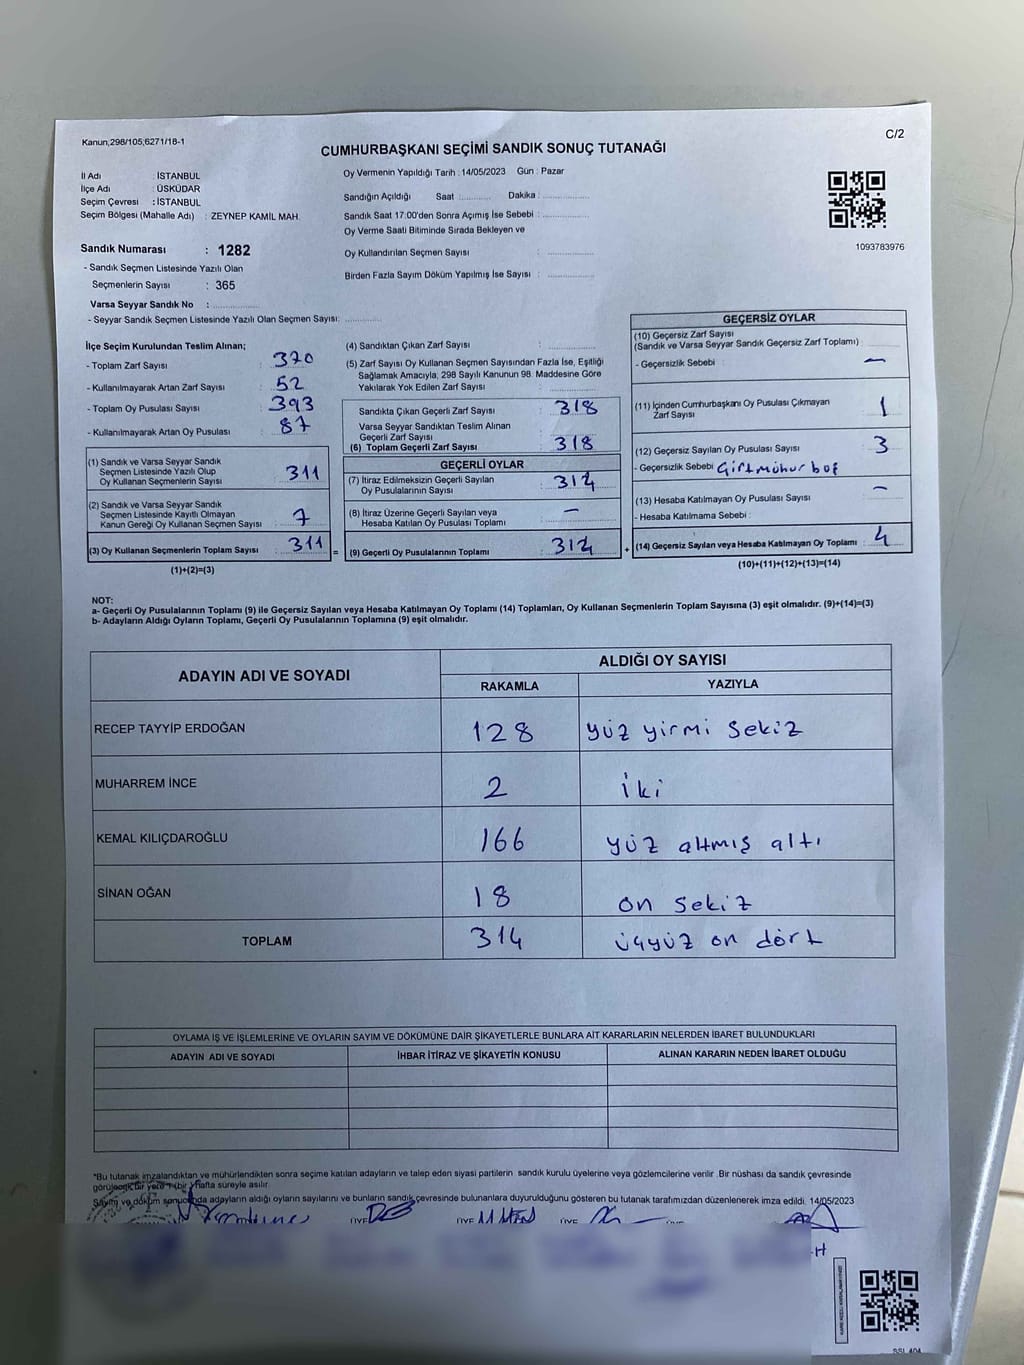 Kanun;298/105;6271/18-1
C/2
CUMHURBAŞKANI SEÇİMİ SANDIK SONUÇ TUTANAĞI
İl Adı : İSTANBUL
İlçe Adı : ÜSKÜDAR
Seçim Çevresi : İSTANBUL
Seçim Bölgesi (Mahalle Adı) : ZEYNEP KAMİL MAH.
Sandık Numarası : 1282
- Sandık Seçmen Listesinde Yazılı Olan
Seçmenlerin Sayısı : 365
Varsa Seyyar Sandık No :
- Seyyar Sandık Seçmen Listesinde Yazılı Olan Seçmen Sayısı:
Oy Vermenin Yapıldığı Tarih : 14/05/2023 Gün : Pazar
Sandığın Açıldığı Saat Dakika :
Sandık Saat 17:00'den Sonra Açımış İse Sebebi :
Oy Verme Saati Bitiminde Sırada Bekleyen ve
Oy Kullandırılan Seçmen Sayısı :
Birden Fazla Sayım Döküm Yapılmış İse Sayısı :
1093783976
İlçe Seçim Kurulundan Teslim Alınan;
- Toplam Zarf Sayısı : 370
- Kullanılmayarak Artan Zarf Sayısı : 52
- Toplam Oy Pusulası Sayısı : 393
- Kullanılmayarak Artan Oy Pusulası : 87
(1) Sandık ve Varsa Seyyar Sandık
Seçmen Listesinde Yazılı Olup
Oy Kullanan Seçmenlerin Sayısı : 311
(2) Sandık ve Varsa Seyyar Sandık
Seçmen Listesinde Kayıtlı Olmayan
Kanun Gereği Oy Kullanan Seçmen Sayısı : 7
(3) Oy Kullanan Seçmenlerin Toplam Sayısı : 311
(1)+(2)=(3)
(4) Sandıktan Çıkan Zarf Sayısı :
(5) Zarf Sayısı Oy Kullanan Seçmen Sayısından Fazla İse, Eşitliği
Sağlamak Amacıyla, 298 Sayılı Kanunun 98. Maddesine Göre
Yakılarak Yok Edilen Zarf Sayısı :
Sandıkta Çıkan Geçerli Zarf Sayısı : 318
Varsa Seyyar Sandıktan Teslim Alınan
Geçerli Zarf Sayısı
(6) Toplam Geçerli Zarf Sayısı : 318
GEÇERLİ OYLAR
(7) İtiraz Edilmeksizin Geçerli Sayılan
Oy Pusulalarının Sayısı : 314
(8) İtiraz Üzerine Geçerli Sayılan veya
Hesaba Katılan Oy Pusulası Toplamı : —
= (9) Geçerli Oy Pusulalarının Toplamı : 314 +
GEÇERSİZ OYLAR
(10) Geçersiz Zarf Sayısı
(Sandık ve Varsa Seyyar Sandık Geçersiz Zarf Toplamı)
- Geçersizlik Sebebi : —
(11) İçinden Cumhurbaşkanı Oy Pusulası Çıkmayan
Zarf Sayısı : 1
(12) Geçersiz Sayılan Oy Pusulası Sayısı : 3
- Geçersizlik Sebebi
(13) Hesaba Katılmayan Oy Pusulası Sayısı : —
- Hesaba Katılmama Sebebi :
(14) Geçersiz Sayılan veya Hesaba Katılmayan Oy Toplamı : 4
(10)+(11)+(12)+(13)=(14)
NOT:
a- Geçerli Oy Pusulalarının Toplamı (9) ile Geçersiz Sayılan veya Hesaba Katılmayan Oy Toplamı (14) Toplamları, Oy Kullanan Seçmenlerin Toplam Sayısına (3) eşit olmalıdır. (9)+(14)=(3)
b- Adayların Aldığı Oyların Toplamı, Geçerli Oy Pusulalarının Toplamına (9) eşit olmalıdır.
ADAYIN ADI VE SOYADI ALDIĞI OY SAYISI
RAKAMLA YAZIYLA
RECEP TAYYİP ERDOĞAN 128 yüz yirmi sekiz
MUHARREM İNCE 2 iki
KEMAL KILIÇDAROĞLU 166 yüz altmış altı
SİNAN OĞAN 18 on sekiz
TOPLAM 314 üçyüz on dört
OYLAMA İŞ VE İŞLEMLERİNE VE OYLARIN SAYIM VE DÖKÜMÜNE DAİR ŞİKAYETLERLE BUNLARA AİT KARARLARIN NELERDEN İBARET BULUNDUKLARI
ADAYIN ADI VE SOYADI İHBAR İTİRAZ VE ŞİKAYETİN KONUSU ALINAN KARARIN NEDEN İBARET OLDUĞU
*Bu tutanak imzalandıktan ve mühürlendikten sonra seçime katılan adayların ve talep eden siyasi partilerin sandık kurulu üyelerine veya gözlemcilerine verilir. Bir nüshası da sandık çevresinde
görülecek bir yere 1 (bir) hafta süreyle asılır.
Sayım ve döküm sonucunda adayların aldığı oyların sayılarını ve bunların sandık çevresinde bulunanlara duyurulduğunu gösteren bu tutanak tarafımızdan düzenlenerek imza edildi. 14/05/2023
ÜYE ÜYE ÜYE ÜYE
SSL 404